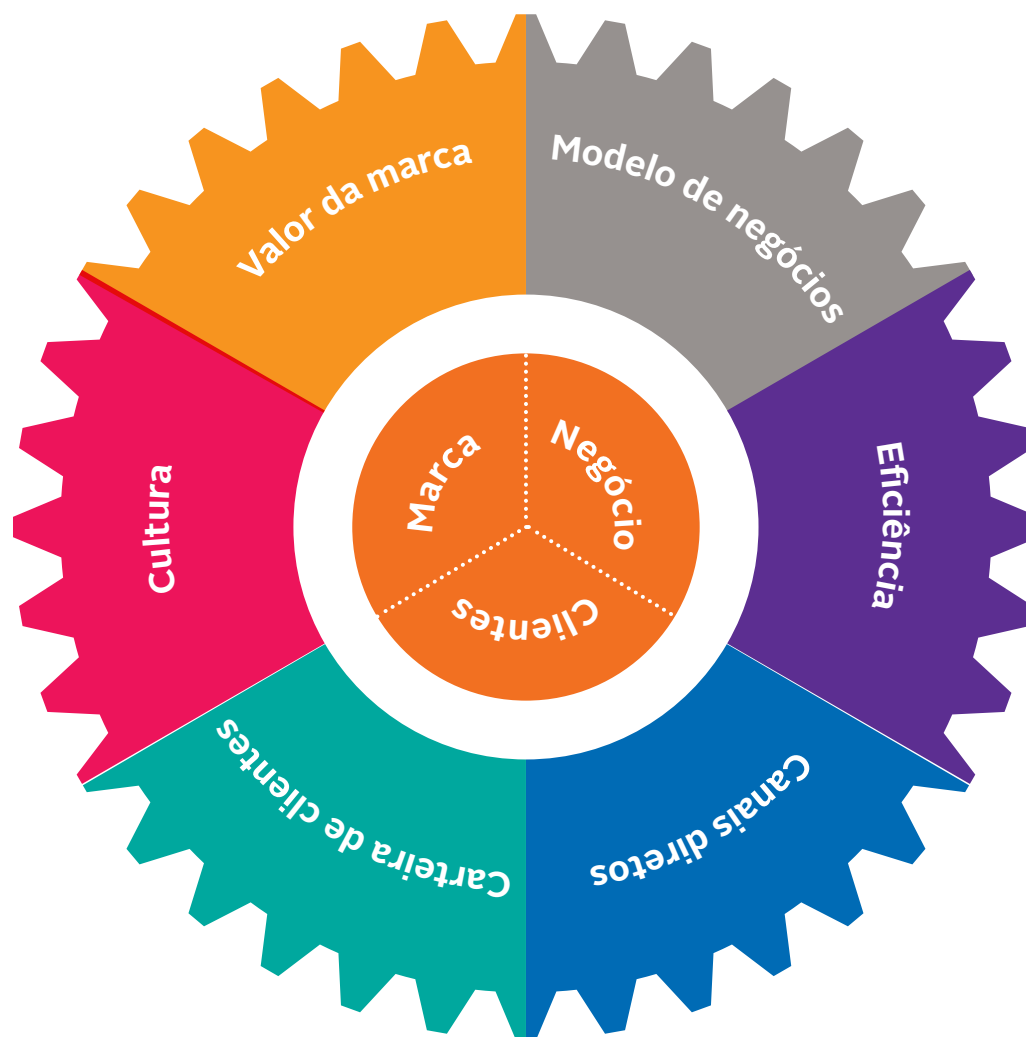 Valor da marca
Modelo de negócios
Eficiência
Canais diretos
Carteira de clientes
Cultura
Marca
Negócio
Clientes